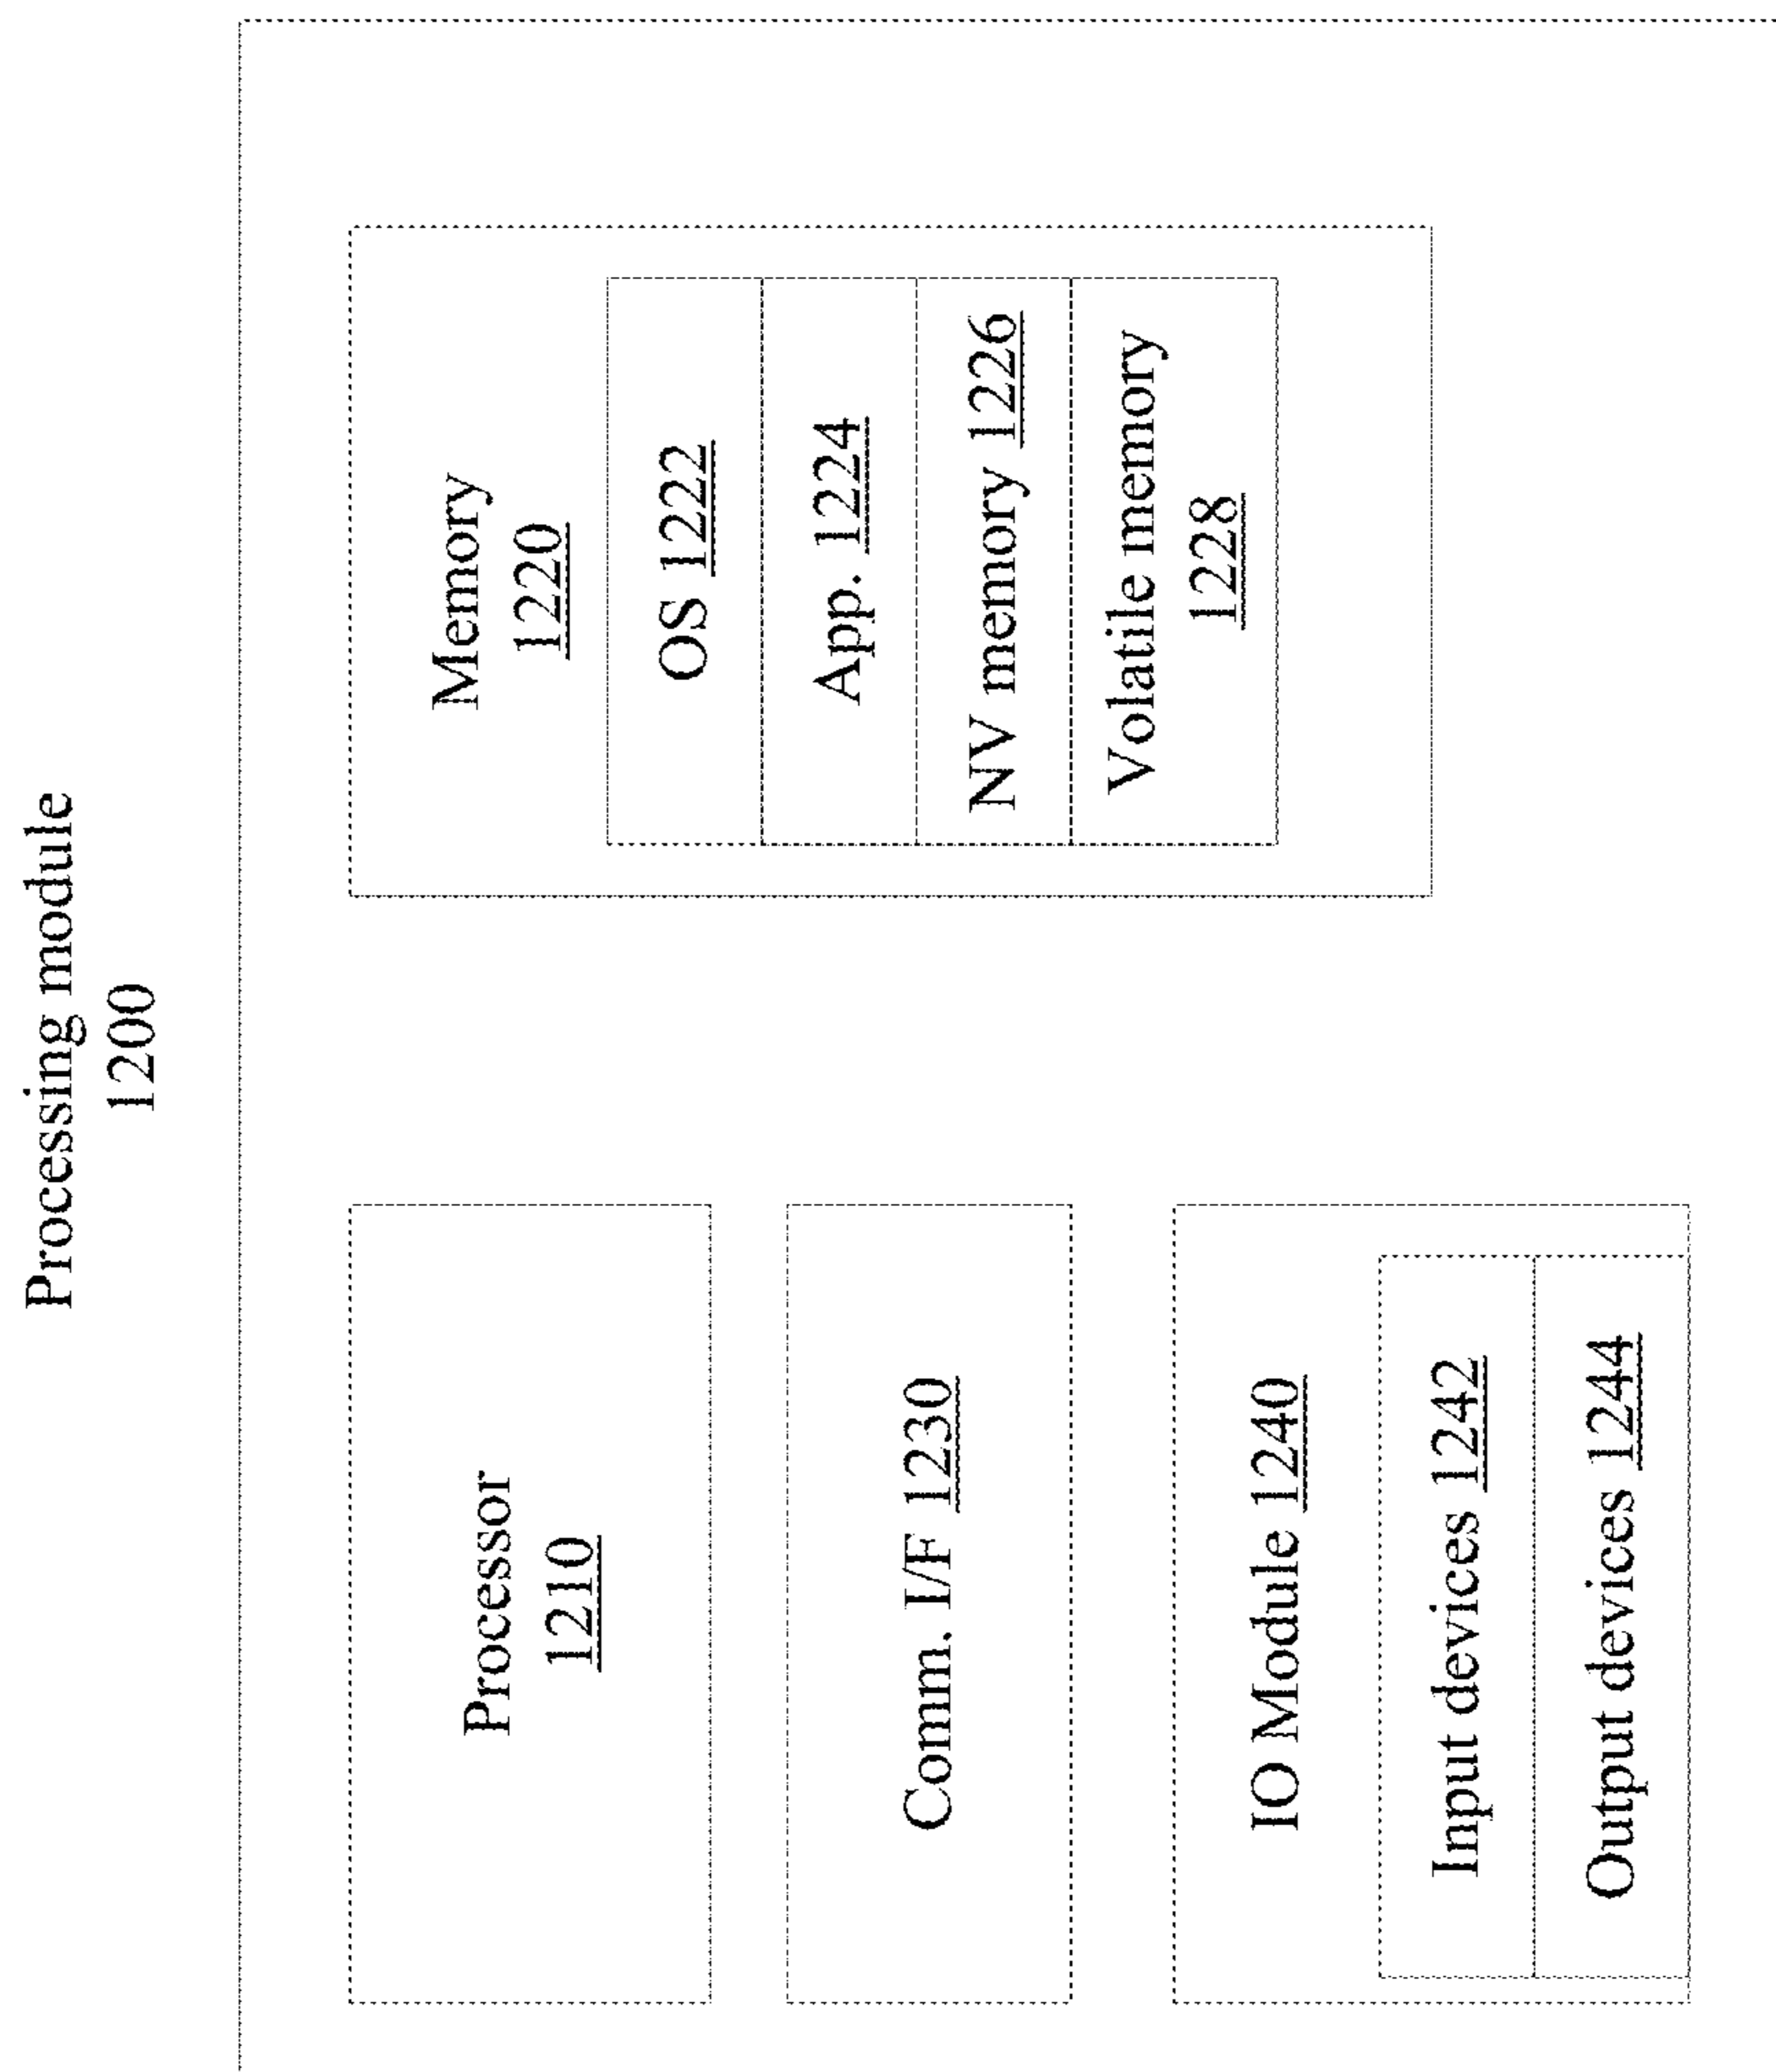 Processing module
1200
Processor
1210
Comm. I/F 1230
IO Module 1240
Input devices 1242
Output devices 1244
Memory
1220
OS 1222
App. 1224
NV memory 1226
Volatile memory
1228